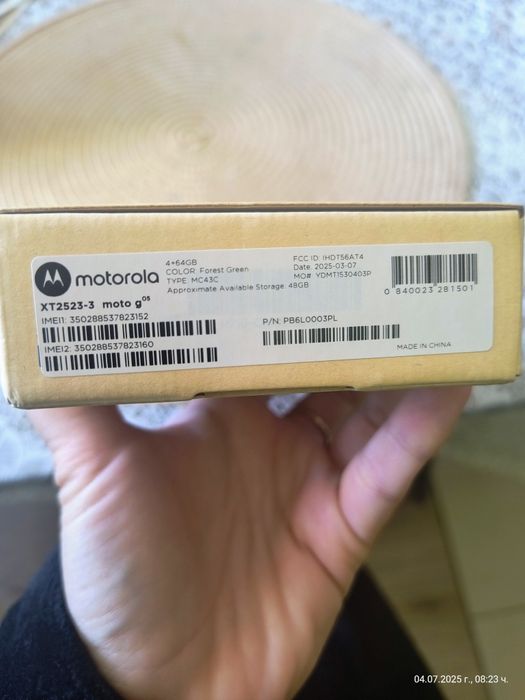 4+64GB
COLOR: Forest Green
TYPE: MC43C
Approximate Available Storage: 48GB
FCC ID: IHDT56AT4
Date: 2025-03-07
MO#: YDMT1530403P
motorola
XT2523-3 moto g05
IMEI1: 350288537823152
IMEI2: 350288537823160
P/N: PB6L0003PL
0 840023 281501
MADE IN CHINA
04.07.2025 г., 08:23 ч.